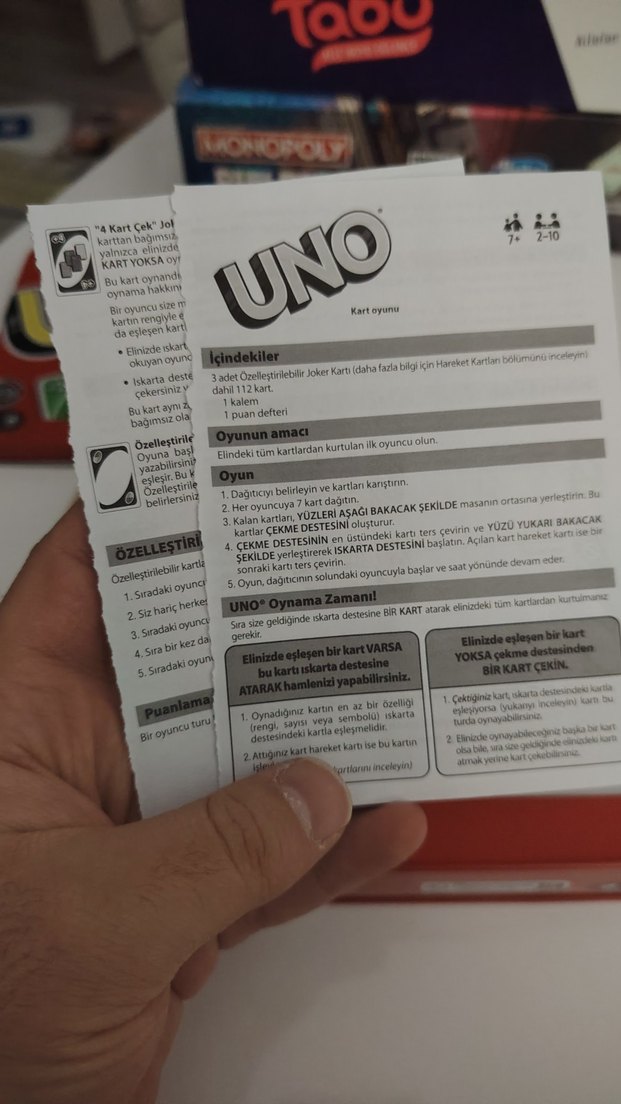 Tabu
MONOPOLY
"4 Kart Çek" Jo
karttan bağımsız
yalnızca elinizde
KART YOKSA oy
Bu kart oynandı
oynama hakkın
Bir oyuncu size m
kartın rengiyle e
da eşleşen kartı
• Elinizde ıskart
okuyan oyunc
• Iskarta deste
çekersiniz v
Bu kart aynı z
bağımsız ola
Özelleştirile
Oyuna baş
yazabilirsini
eşleşir. Bu k
Özelleştirile
belirlersiniz
ÖZELLEŞTİRİ
Özelleştirilebilir kartla
1. Sıradaki oyuncu
2. Siz hariç herke
3. Sıradaki oyuncu
4. Sıra bir kez da
5. Sıradaki oyun
Puanlama
Bir oyuncu turu
UNO®
7+ 2-10
Kart oyunu
İçindekiler
3 adet Özelleştirilebilir Joker Kartı (daha fazla bilgi için Hareket Kartları bölümünü inceleyin)
dahil 112 kart.
1 kalem
1 puan defteri
Oyunun amacı
Elindeki tüm kartlardan kurtulan ilk oyuncu olun.
Oyun
1. Dağıtıcıyı belirleyin ve kartları karıştırın.
2. Her oyuncuya 7 kart dağıtın.
3. Kalan kartları, YÜZLERİ AŞAĞI BAKACAK ŞEKİLDE masanın ortasına yerleştirin. Bu
kartlar ÇEKME DESTESİNİ oluşturur.
4. ÇEKME DESTESİNİN en üstündeki kartı ters çevirin ve YÜZÜ YUKARI BAKACAK
ŞEKİLDE yerleştirerek ISKARTA DESTESİNİ başlatın. Açılan kart hareket kartı ise bir
sonraki kartı ters çevirin.
5. Oyun, dağıtıcının solundaki oyuncuyla başlar ve saat yönünde devam eder.
UNO® Oynama Zamanı!
Sıra size geldiğinde ıskarta destesine BİR KART atarak elinizdeki tüm kartlardan kurtulmanız
gerekir.
Elinizde eşleşen bir kart VARSA
bu kartı ıskarta destesine
ATARAK hamlenizi yapabilirsiniz.
1. Oynadığınız kartın en az bir özelliği
(rengi, sayısı veya sembolü) ıskarta
destesindeki kartla eşleşmelidir.
2. Attığınız kart hareket kartı ise bu kartın
kartlarını inceleyin)
Elinizde eşleşen bir kart
YOKSA çekme destesinden
BİR KART ÇEKİN.
1. Çektiğiniz kart, ıskarta destesindeki kartla
eşleşiyorsa (yukarıyı inceleyin) kartı bu
turda oynayabilirsiniz.
2. Elinizde oynayabileceğiniz başka bir kart
olsa bile, sıra size geldiğinde elinizdeki kartı
atmak yerine kart çekebilirsiniz.